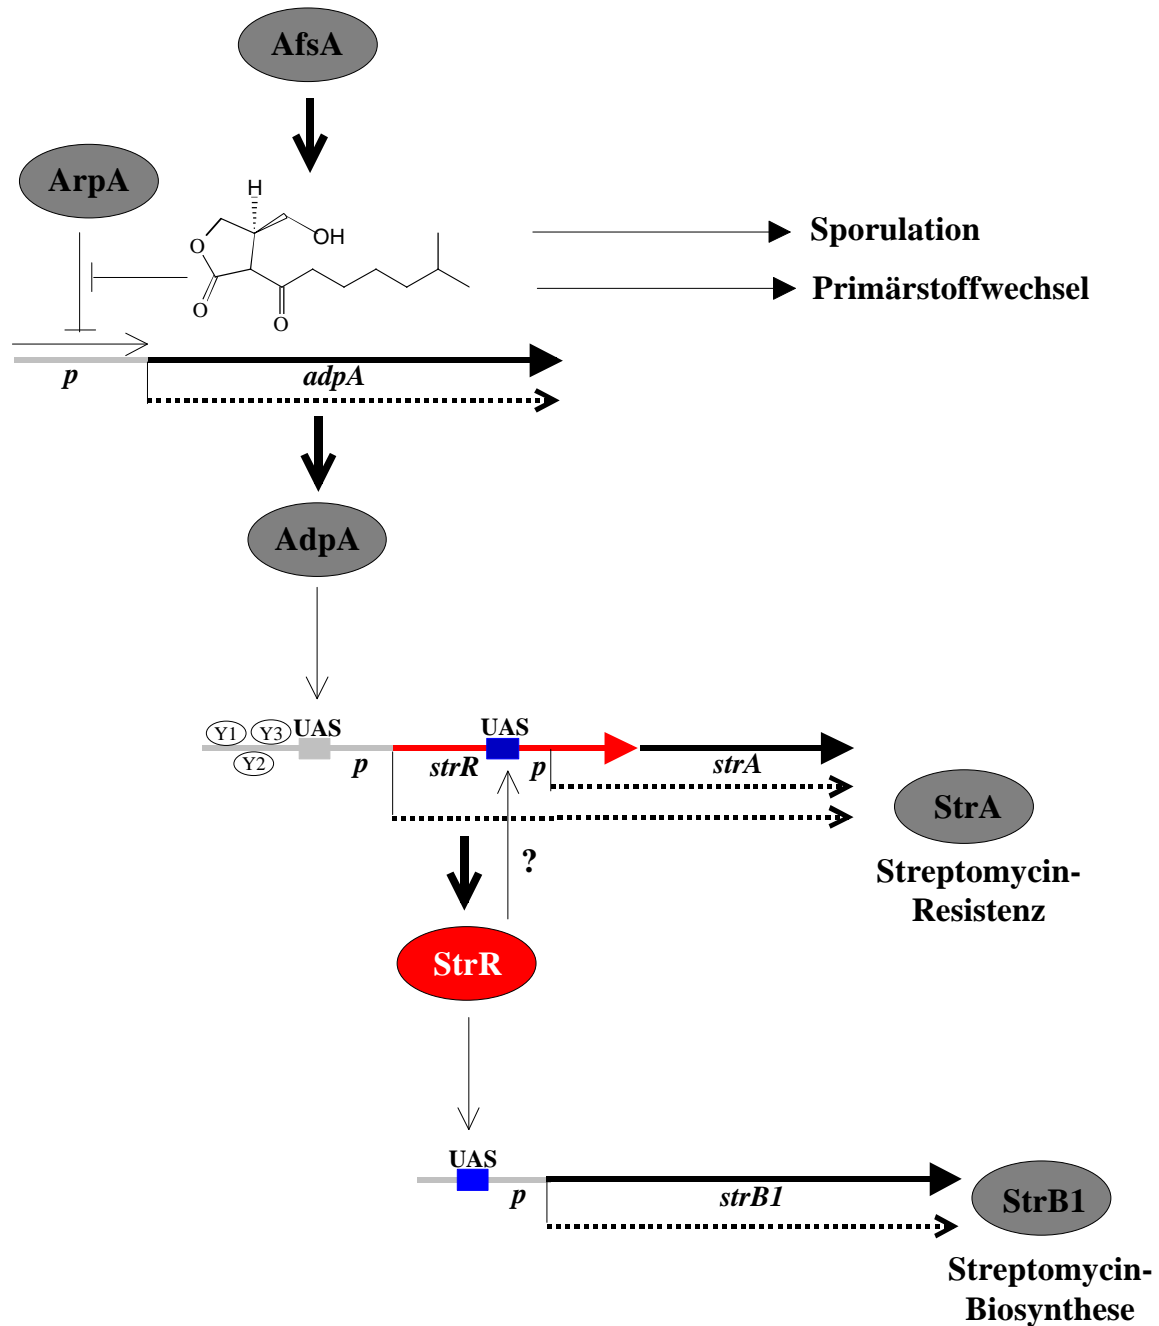 AfsA
ArpA
H
OH
O
O
O
Sporulation
Primärstoffwechsel
p
adpA
AdpA
Y1 Y3 UAS UAS
Y2
p strR p strA
StrA
?
Streptomycin-
Resistenz
StrR
UAS
p strB1
StrB1
Streptomycin-
Biosynthese